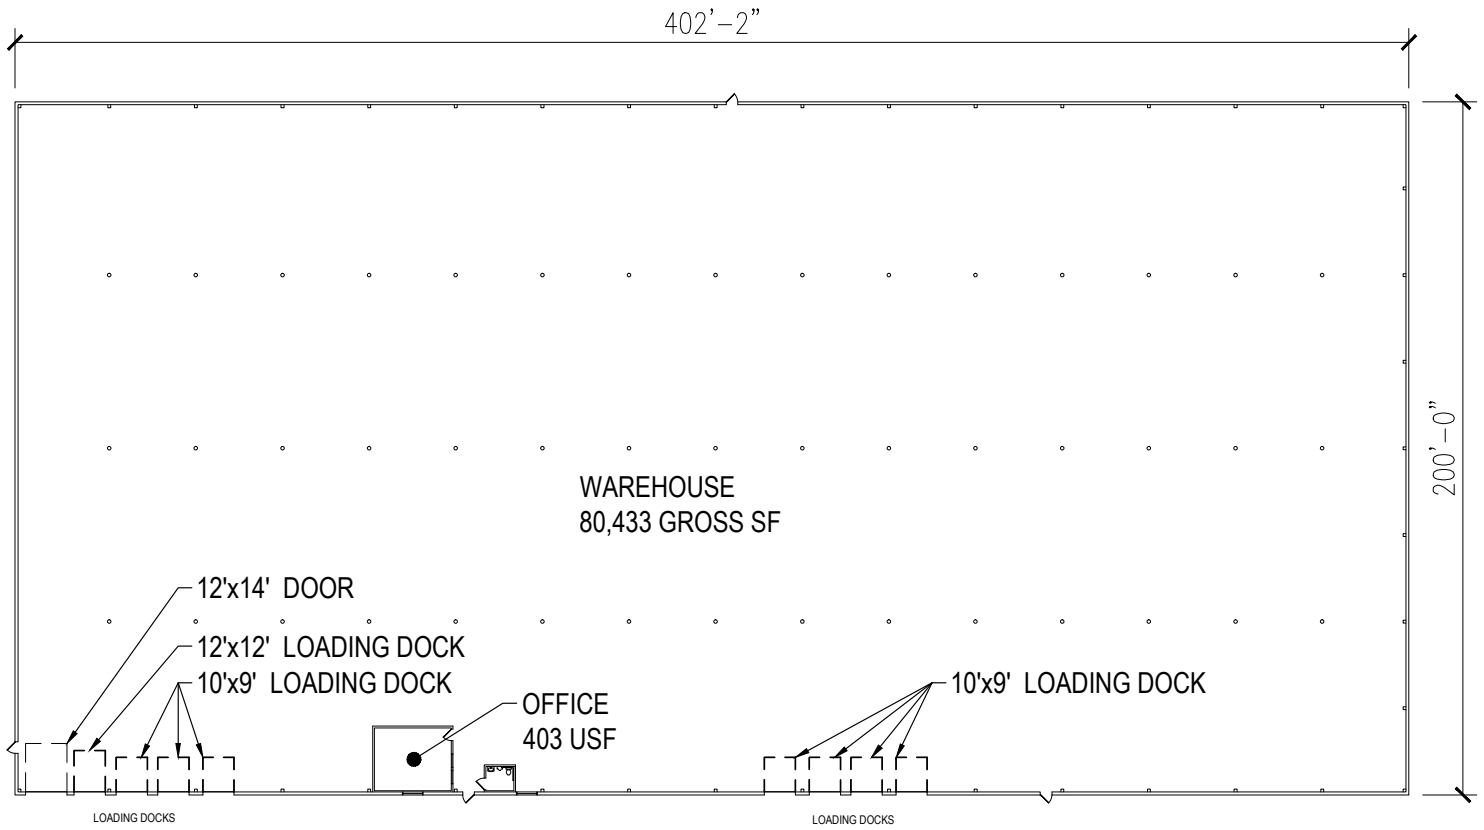 402'-2"
200'-0"
WAREHOUSE
80,433 GROSS SF
12'x14' DOOR
12'x12' LOADING DOCK
10'x9' LOADING DOCK
10'x9' LOADING DOCK
OFFICE
403 USF
LOADING DOCKS
LOADING DOCKS